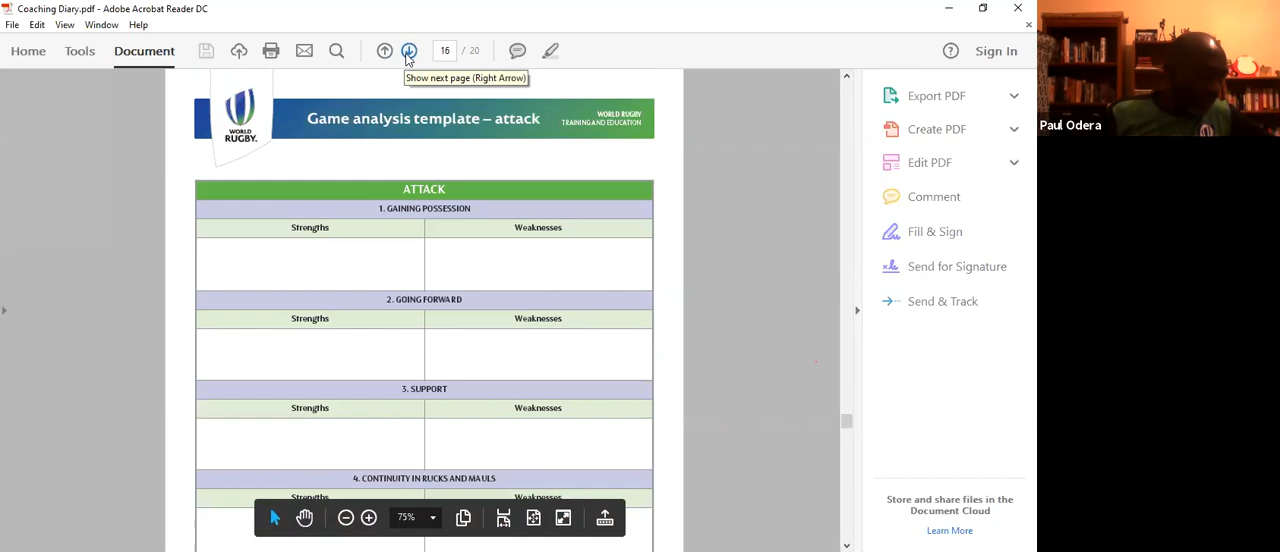 Coaching Diary.pdf - Adobe Acrobat Reader DC
File Edit View Window Help
Home Tools Document 16 / 20 Sign In
Show next page (Right Arrow)
WORLD
RUGBY.
Game analysis template – attack
WORLD RUGBY
TRAINING AND EDUCATION
ATTACK
1. GAINING POSSESSION
Strengths Weaknesses
2. GOING FORWARD
Strengths Weaknesses
3. SUPPORT
Strengths Weaknesses
4. CONTINUITY IN RUCKS AND MAULS
Strengths Weaknesses
75%
Export PDF
Create PDF
Edit PDF
Comment
Fill & Sign
Send for Signature
Send & Track
Store and share files in the
Document Cloud
Learn More
Paul Odera